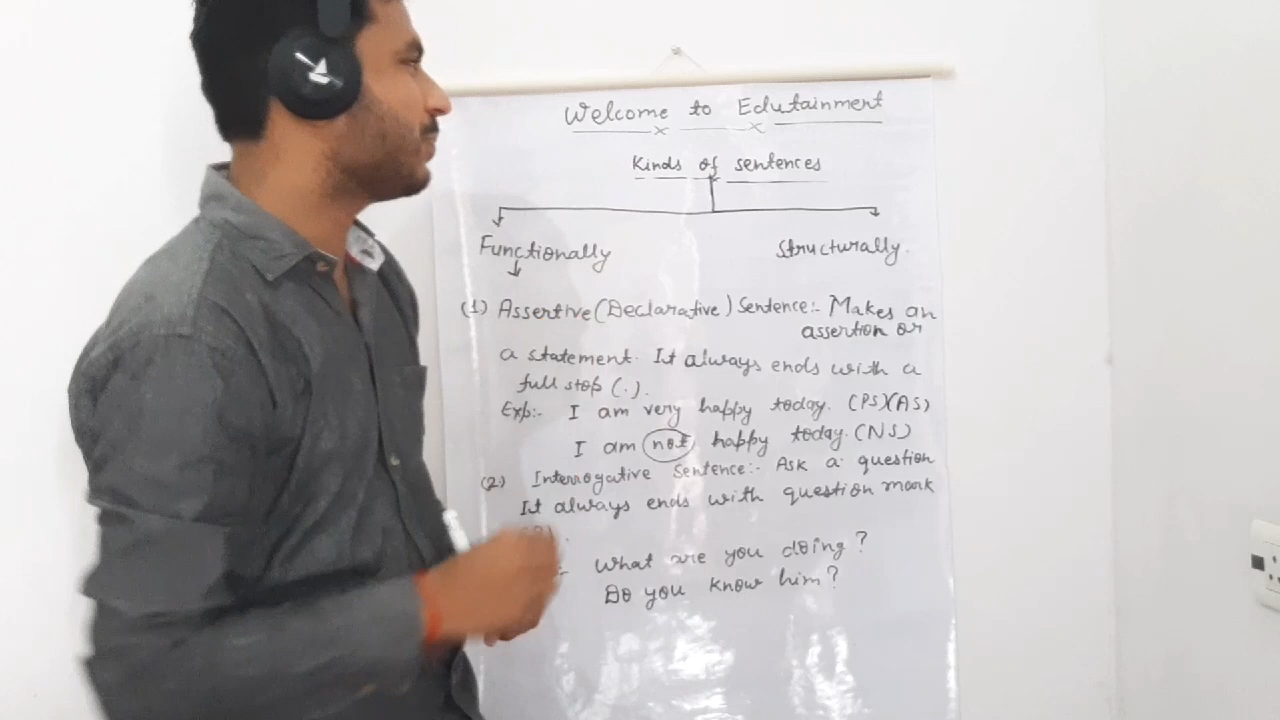 Welcome to Edutainment
Kinds of sentences
Functionally
Structurally.
(1) Assertive (Declarative) Sentence:- Makes an
assertion or
a statement. It always ends with a
full stop (.).
Exp:- I am very happy today. (PS)(AS)
I am not happy today. (NS)
(2) Interrogative Sentence:- Ask a question
It always ends with question mark
What are you doing?
Do you know him?